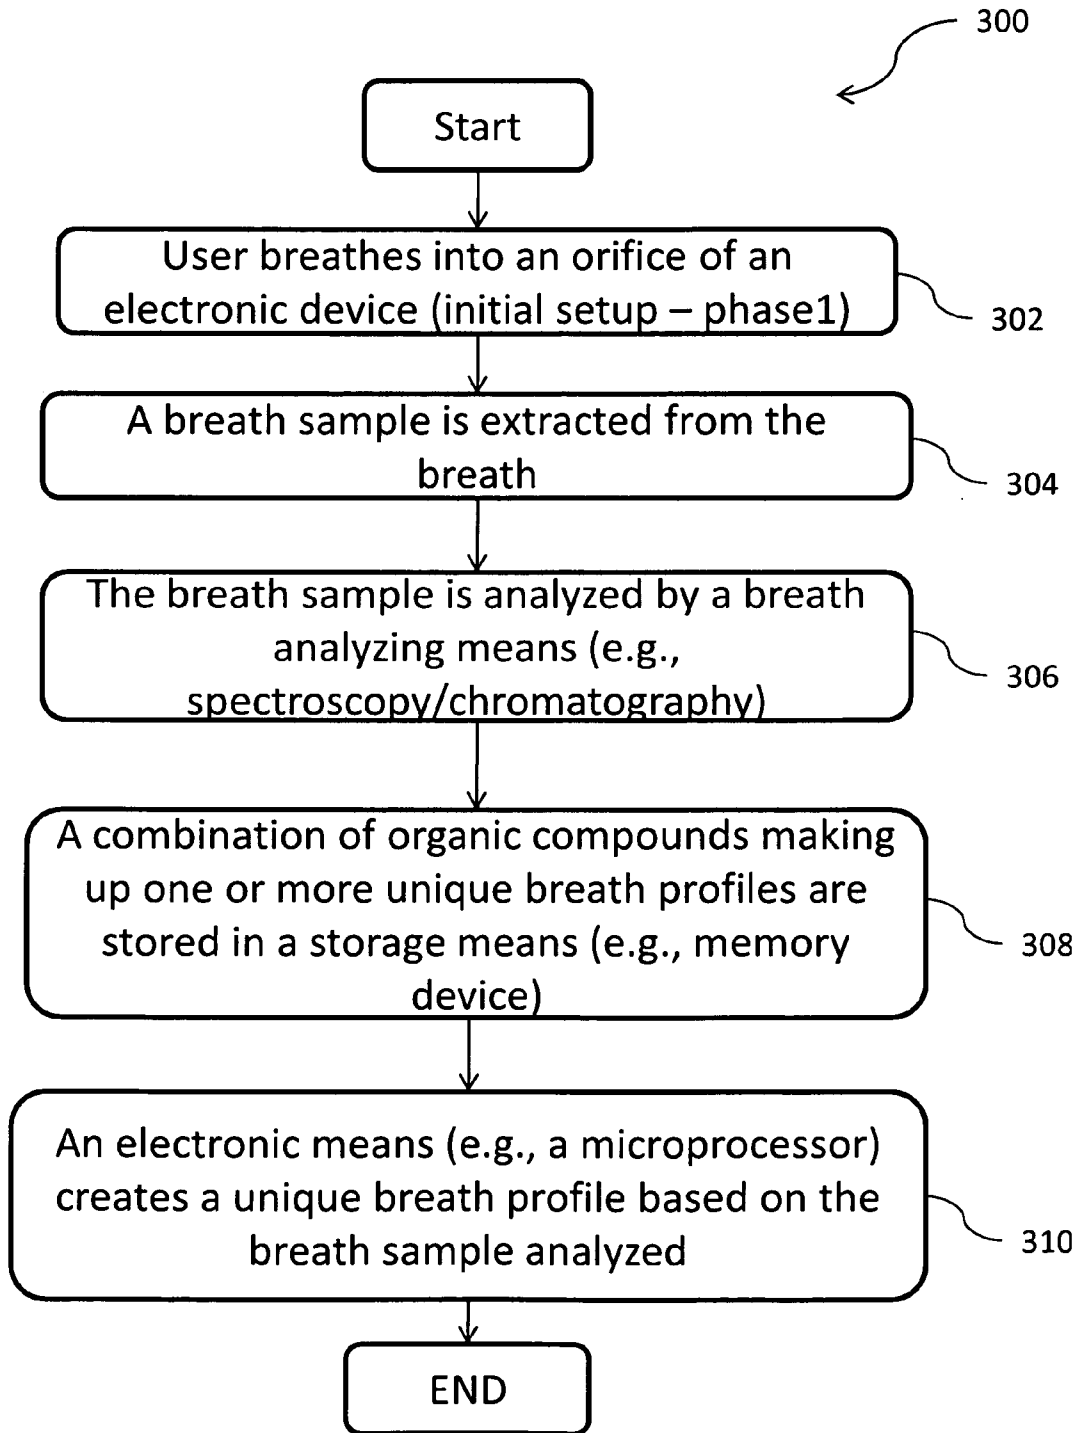 300
Start
User breathes into an orifice of an
electronic device (initial setup – phase1)
302
A breath sample is extracted from the
breath
304
The breath sample is analyzed by a breath
analyzing means (e.g.,
spectroscopy/chromatography)
306
A combination of organic compounds making
up one or more unique breath profiles are
stored in a storage means (e.g., memory
device)
308
An electronic means (e.g., a microprocessor)
creates a unique breath profile based on the
breath sample analyzed
310
END